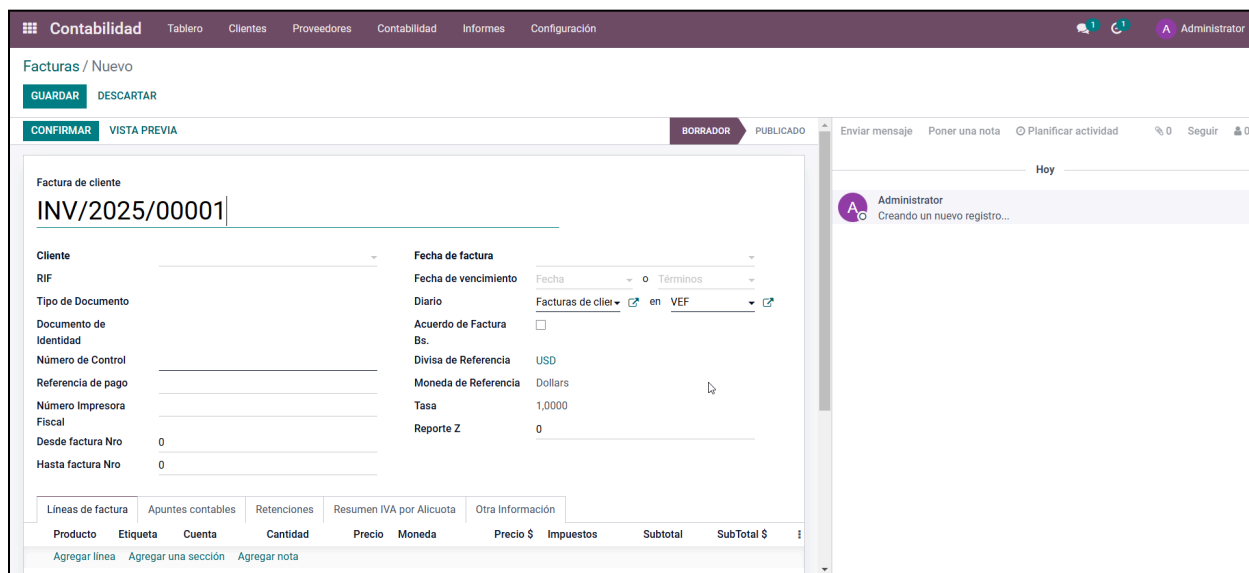 Contabilidad Tablero Clientes Proveedores Contabilidad Informes Configuración 1 1 A Administrator
Facturas / Nuevo
GUARDAR DESCARTAR
CONFIRMAR VISTA PREVIA BORRADOR PUBLICADO Enviar mensaje Poner una nota Planificar actividad 0 Seguir 0
Hoy
Factura de cliente
INV/2025/00001
A Administrator
Creando un nuevo registro...
Cliente
RIF
Tipo de Documento
Documento de
Identidad
Número de Control
Referencia de pago
Número Impresora
Fiscal
Desde factura Nro 0
Hasta factura Nro 0
Fecha de factura
Fecha de vencimiento Fecha o Términos
Diario Facturas de clien en VEF
Acuerdo de Factura
Bs.
Divisa de Referencia USD
Moneda de Referencia Dollars
Tasa 1,0000
Reporte Z 0
Líneas de factura Apuntes contables Retenciones Resumen IVA por Alicuota Otra Información
Producto Etiqueta Cuenta Cantidad Precio Moneda Precio $ Impuestos Subtotal SubTotal $
Agregar línea Agregar una sección Agregar nota